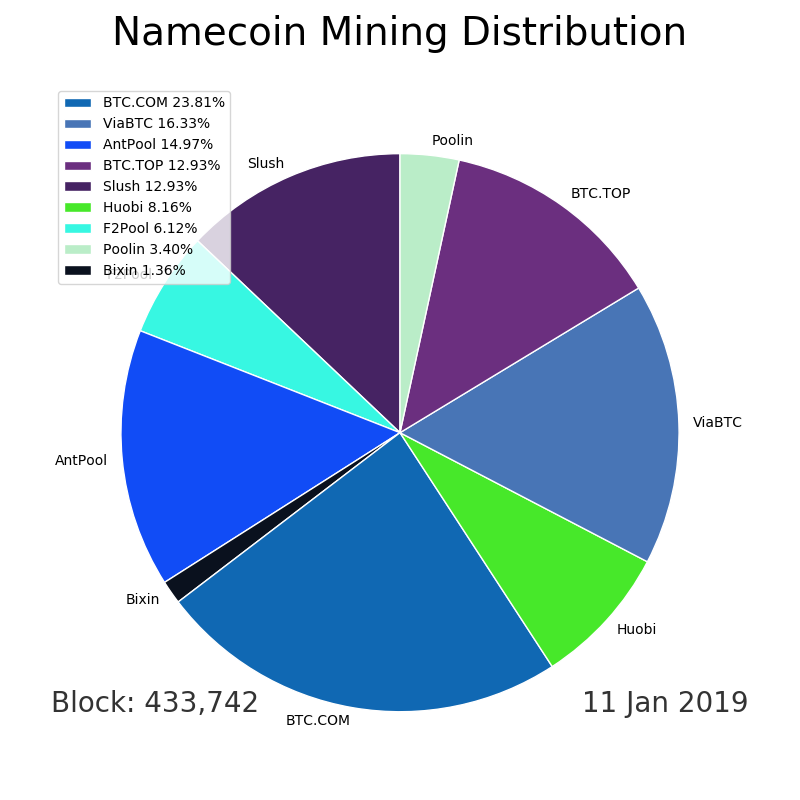 Namecoin Mining Distribution
BTC.COM 23.81%
ViaBTC 16.33%
AntPool 14.97%
BTC.TOP 12.93%
Slush 12.93%
Huobi 8.16%
F2Pool 6.12%
Poolin 3.40%
Bixin 1.36%
Poolin
Slush
BTC.TOP
F2Pool
ViaBTC
AntPool
Bixin
Huobi
Block: 433,742
11 Jan 2019
BTC.COM